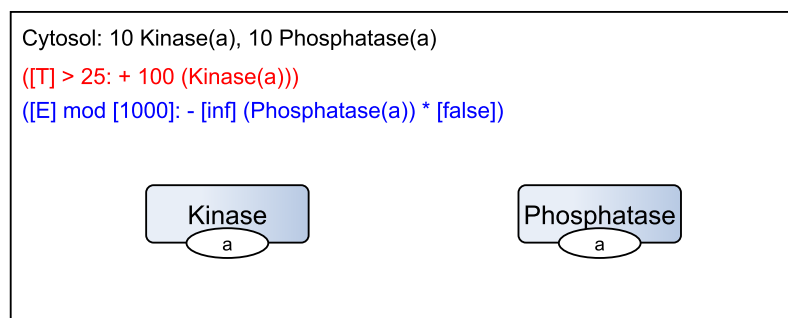 Cytosol: 10 Kinase(a), 10 Phosphatase(a)
([T] > 25: + 100 (Kinase(a)))
([E] mod [1000]: - [inf] (Phosphatase(a)) * [false])
Kinase
a
Phosphatase
a